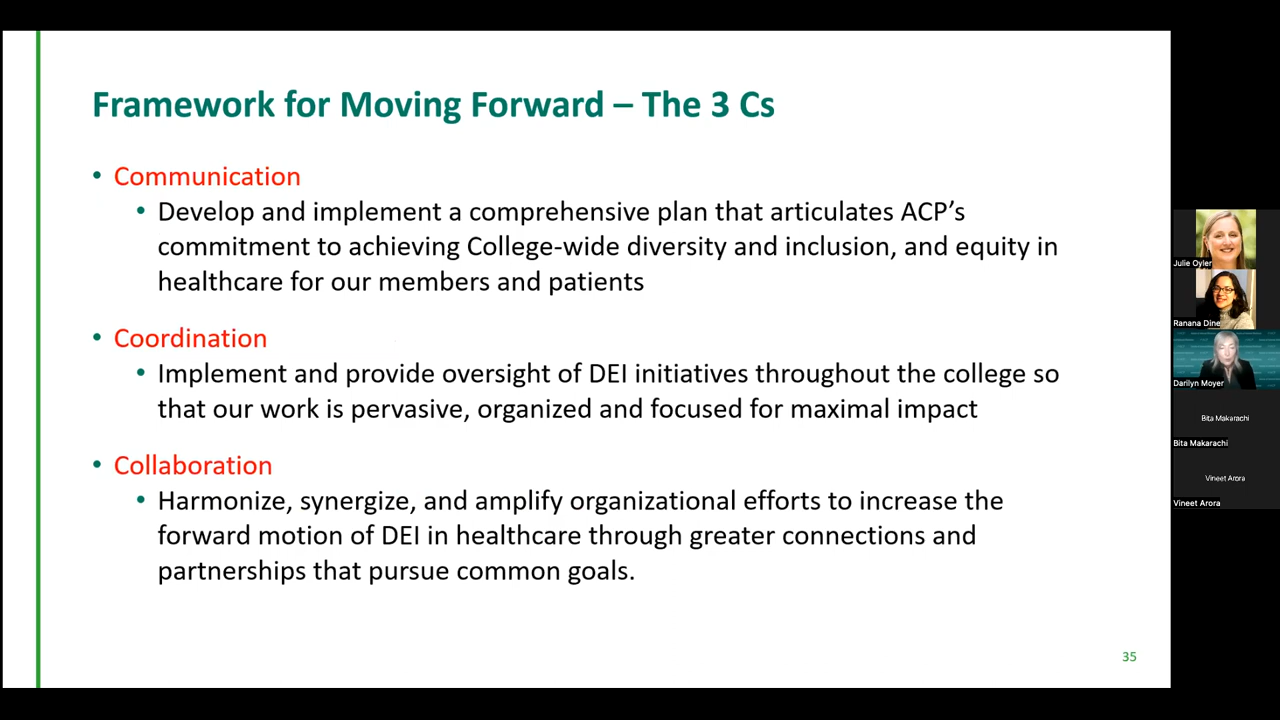 Framework for Moving Forward – The 3 Cs
• Communication
• Develop and implement a comprehensive plan that articulates ACP’s
commitment to achieving College-wide diversity and inclusion, and equity in
healthcare for our members and patients
• Coordination
• Implement and provide oversight of DEI initiatives throughout the college so
that our work is pervasive, organized and focused for maximal impact
• Collaboration
• Harmonize, synergize, and amplify organizational efforts to increase the
forward motion of DEI in healthcare through greater connections and
partnerships that pursue common goals.
35
Julie Oyler
Ranana Dine
Darilyn Moyer
Bita Makarachi
Bita Makarachi
Vineet Arora
Vineet Arora